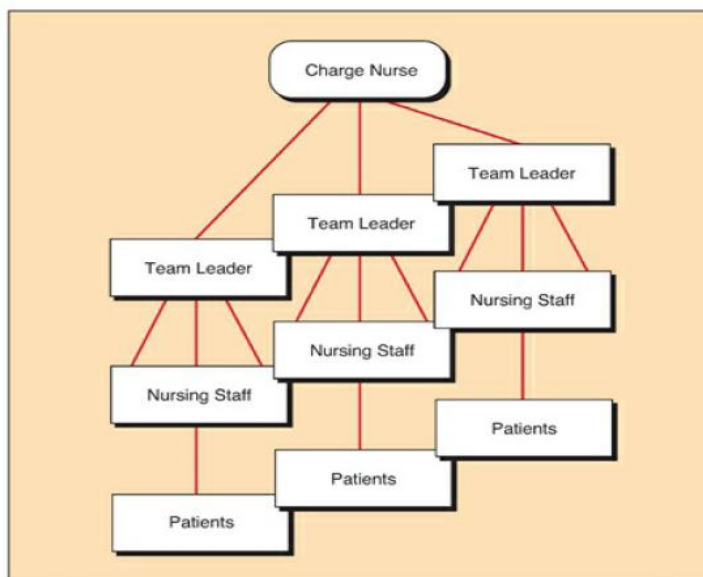 Charge Nurse
Team Leader
Team Leader
Team Leader
Nursing Staff
Nursing Staff
Nursing Staff
Patients
Patients
Patients